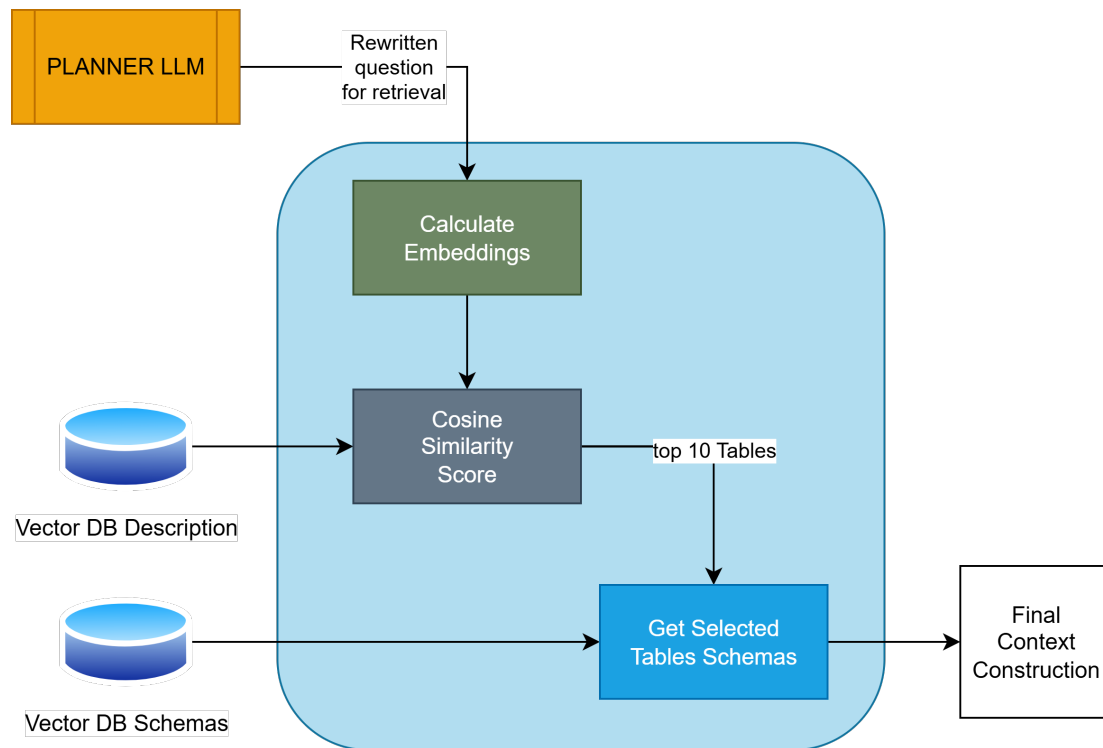 PLANNER LLM
Rewritten
question
for retrieval
Calculate
Embeddings
Cosine
Similarity
Score
top 10 Tables
Vector DB Description
Get Selected
Tables Schemas
Final
Context
Construction
Vector DB Schemas